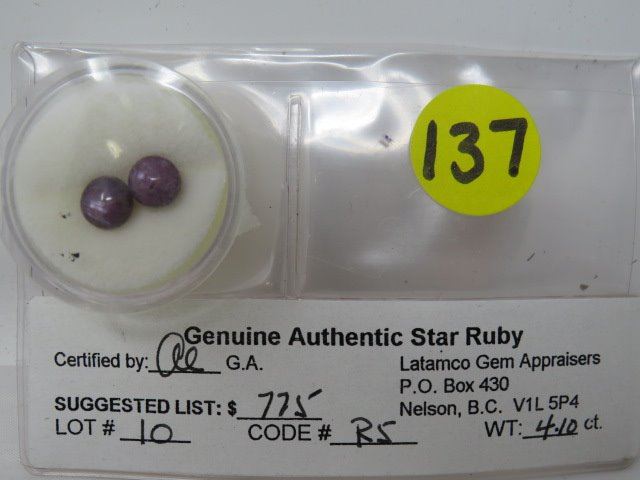 137
Genuine Authentic Star Ruby
Certified by: G.A.
Latamco Gem Appraisers
P.O. Box 430
Nelson, B.C. V1L 5P4
SUGGESTED LIST: $ 775
LOT # 10 CODE # R5 WT: 4.10 ct.